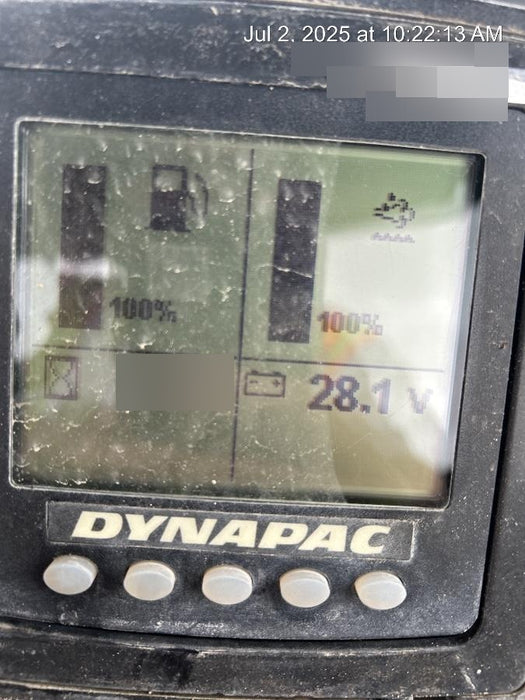 Jul 2, 2025 at 10:22:13 AM
100%
100%
28.1 V
DYNAPAC